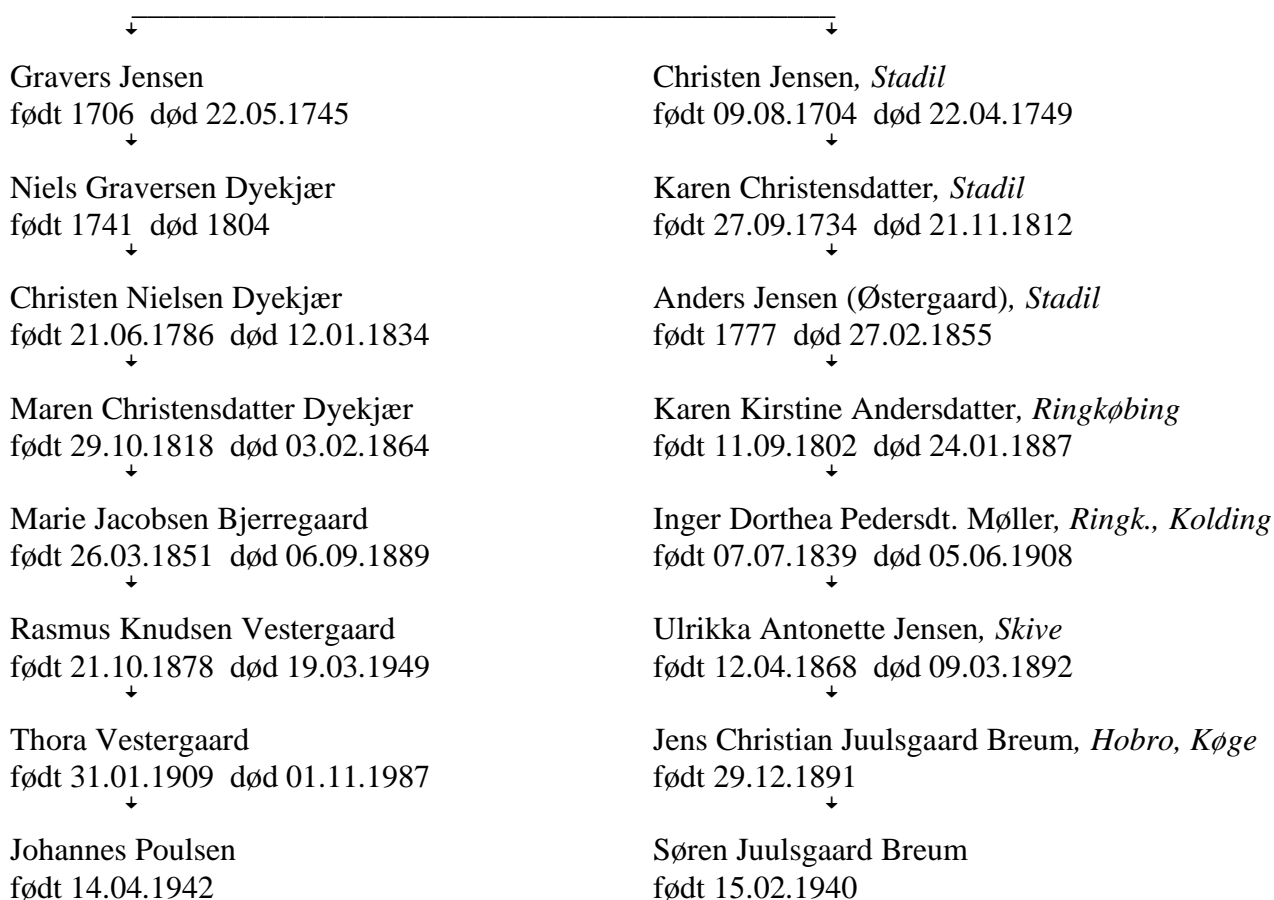 Gravers Jensen
født 1706 død 22.05.1745
Niels Graversen Dyekjær
født 1741 død 1804
Christen Nielsen Dyekjær
født 21.06.1786 død 12.01.1834
Maren Christensdatter Dyekjær
født 29.10.1818 død 03.02.1864
Marie Jacobsen Bjerregaard
født 26.03.1851 død 06.09.1889
Rasmus Knudsen Vestergaard
født 21.10.1878 død 19.03.1949
Thora Vestergaard
født 31.01.1909 død 01.11.1987
Johannes Poulsen
født 14.04.1942
Christen Jensen, Stadil
født 09.08.1704 død 22.04.1749
Karen Christensdatter, Stadil
født 27.09.1734 død 21.11.1812
Anders Jensen (Østergaard), Stadil
født 1777 død 27.02.1855
Karen Kirstine Andersdatter, Ringkøbing
født 11.09.1802 død 24.01.1887
Inger Dorthea Pedersdt. Møller, Ringk., Kolding
født 07.07.1839 død 05.06.1908
Ulrikka Antonette Jensen, Skive
født 12.04.1868 død 09.03.1892
Jens Christian Juulsgaard Breum, Hobro, Køge
født 29.12.1891
Søren Juulsgaard Breum
født 15.02.1940